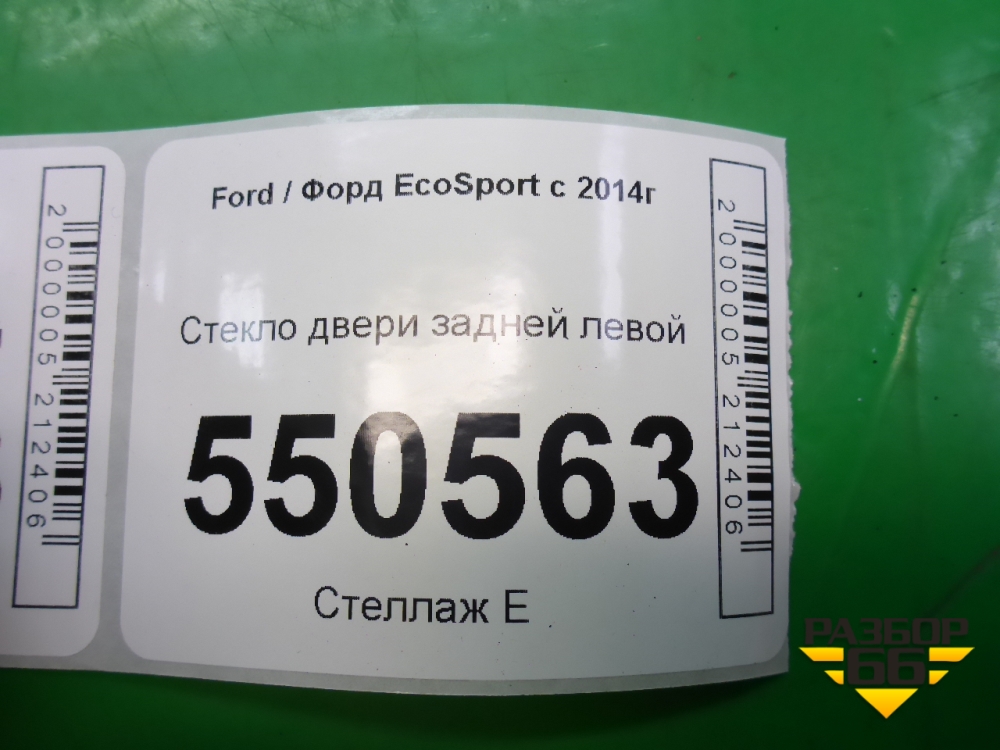 Ford / Форд EcoSport с 2014г
Стекло двери задней левой
550563
Стеллаж Е
2000005212406
2000005212406
РАЗБОР
66